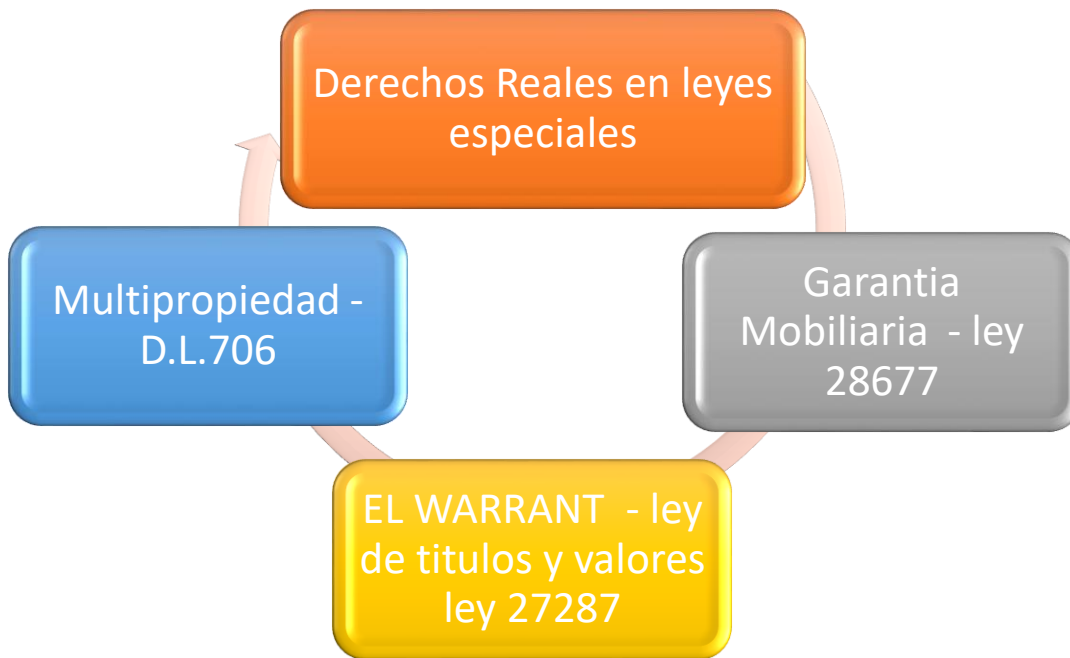 Derechos Reales en leyes
especiales
Garantia
Mobiliaria - ley
28677
EL WARRANT - ley
de titulos y valores
ley 27287
Multipropiedad -
D.L.706